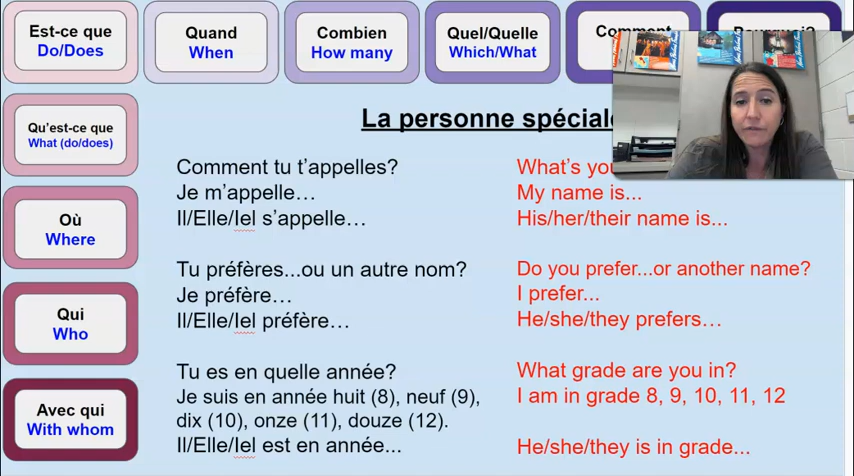 Est-ce que
Do/Does
Quand
When
Combien
How many
Quel/Quelle
Which/What
Qu'est-ce que
What (do/does)
Où
Where
Qui
Who
Avec qui
With whom
La personne spéciale
Comment tu t'appelles?
Je m'appelle…
Il/Elle/Iel s'appelle…
Tu préfères...ou un autre nom?
Je préfère…
Il/Elle/Iel préfère…
Tu es en quelle année?
Je suis en année huit (8), neuf (9),
dix (10), onze (11), douze (12).
Il/Elle/Iel est en année...
What's
My name is...
His/her/their name is...
Do you prefer...or another name?
I prefer...
He/she/they prefers…
What grade are you in?
I am in grade 8, 9, 10, 11, 12
He/she/they is in grade...